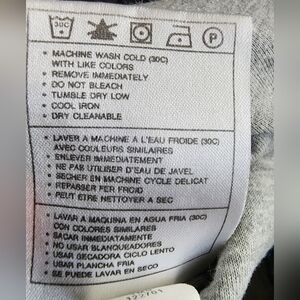 30C P
• MACHINE WASH COLD (30C)
WITH LIKE COLORS
• REMOVE IMMEDIATELY
• DO NOT BLEACH
• TUMBLE DRY LOW
• COOL IRON
• DRY CLEANABLE
• LAVER A MACHINE A L'EAU FROIDE (30C)
AVEC COULEURS SIMILAIRES
• ENLEVER IMMEDIATEMENT
• NE PAS UTILISER D'EAU DE JAVEL
• SECHER EN MACHINE CYCLE DELICAT
• REPASSER FER FROID
• PEUT ETRE NETTOYER A SEC
• LAVAR A MAQUINA EN AGUA FRIA (30C)
CON COLORES SIMILARES
• SACAR IMMEDIATAMENTE
• NO USAR BLANQUEADORES
• USAR SECADORA CICLO LENTO
• USAR PLANCHA FRIA
• SE PUEDE LAVAR EN SECO